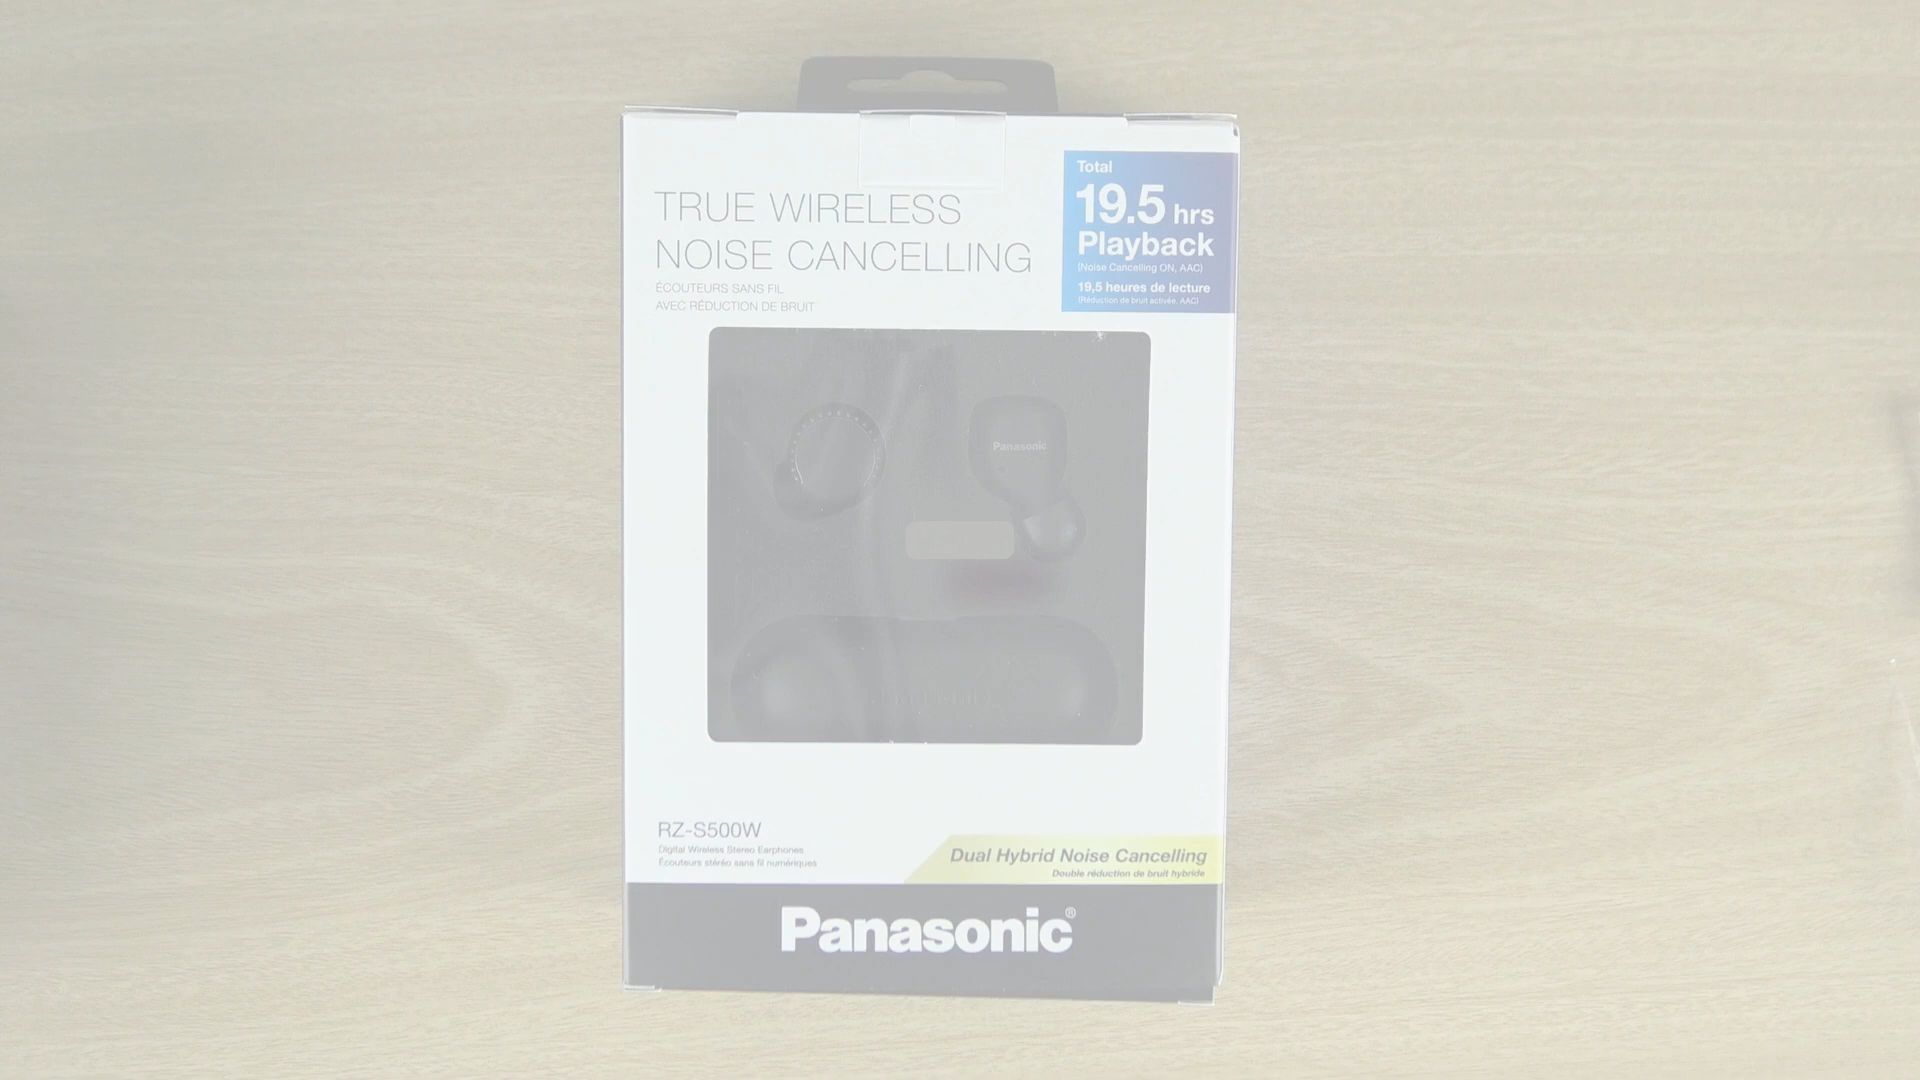 TRUE WIRELESS
NOISE CANCELLING
ÉCOUTEURS SANS FIL
AVEC RÉDUCTION DE BRUIT
Total
19.5 hrs
Playback
(Noise Cancelling ON, AAC)
19,5 heures de lecture
(Réduction de bruit activée, AAC)
Panasonic
RZ-S500W
Digital Wireless Stereo Earphones
Écouteurs stéréo sans fil numériques
Dual Hybrid Noise Cancelling
Double réduction de bruit hybride
Panasonic®